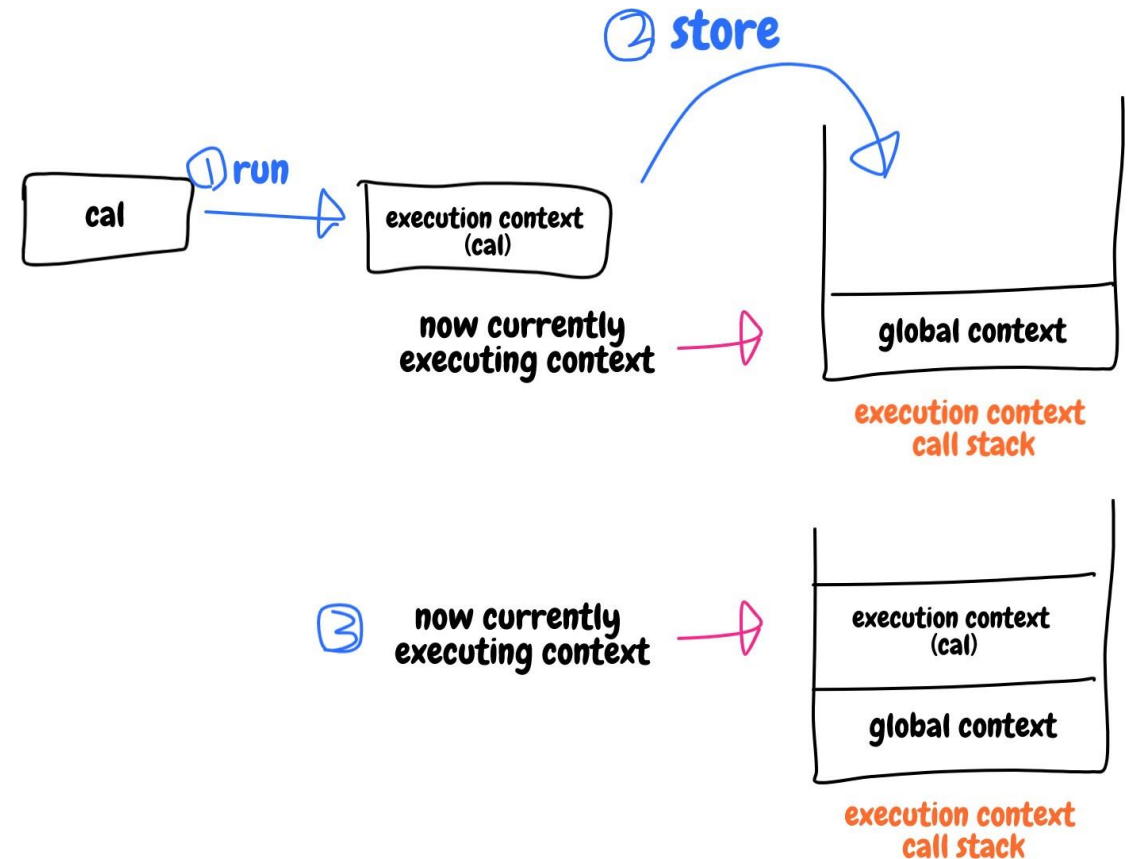 ② store
① run
cal
execution context
(cal)
now currently
executing context
global context
execution context
call stack
③ now currently
executing context
execution context
(cal)
global context
execution context
call stack